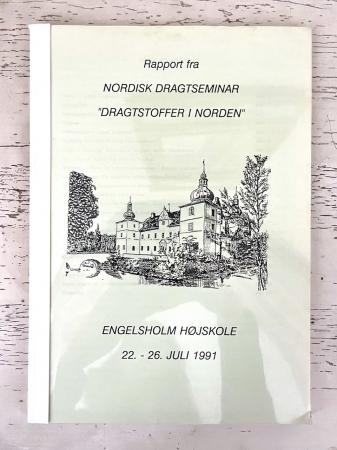 Rapport fra
NORDISK DRAGTSEMINAR
"DRAGTSTOFFER I NORDEN"
ENGELSHOLM HØJSKOLE
22. - 26. JULI 1991